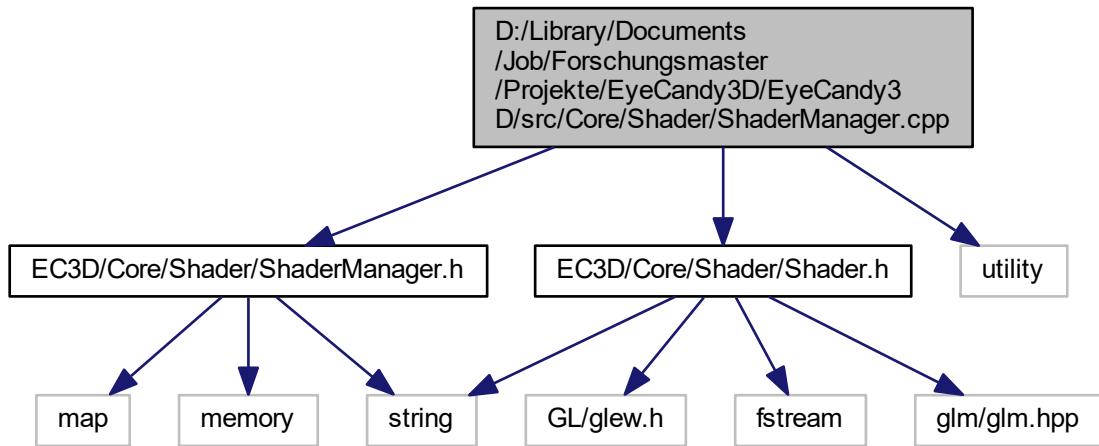 D:/Library/Documents
/Job/Forschungsmaster
/Projekte/EyeCandy3D/EyeCandy3
D/src/Core/Shader/ShaderManager.cpp
EC3D/Core/Shader/ShaderManager.h
EC3D/Core/Shader/Shader.h
utility
map
memory
string
GL/glew.h
fstream
glm/glm.hpp